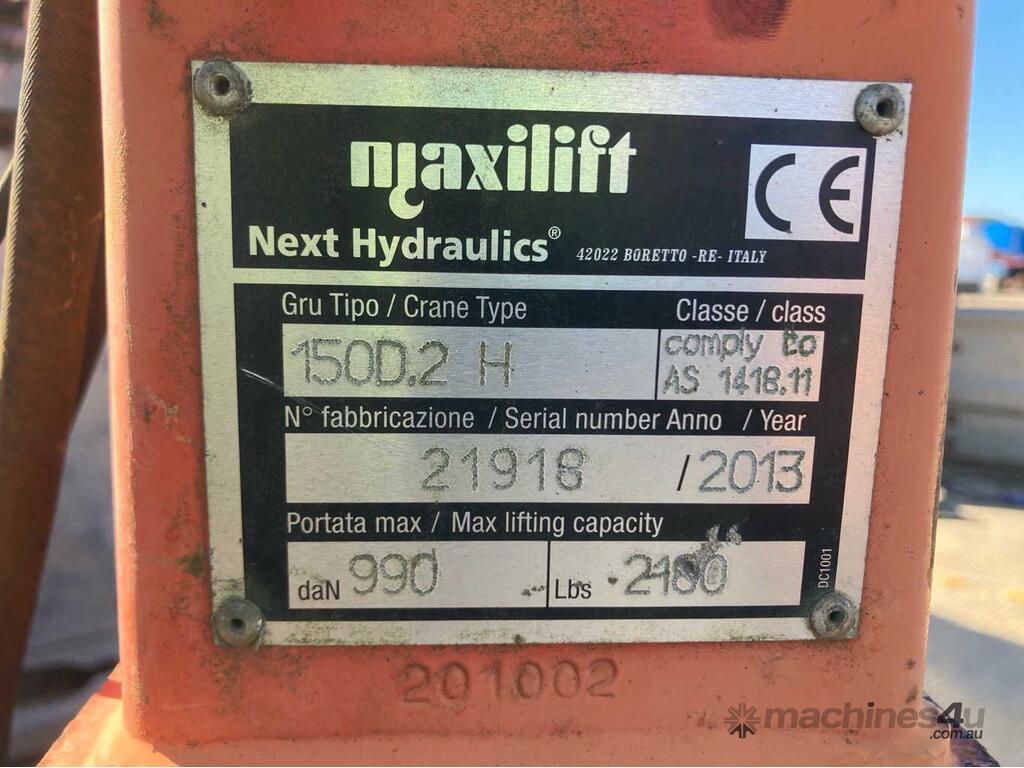 maxilift
CE
Next Hydraulics® 42022 BORETTO -RE- ITALY
Gru Tipo / Crane Type Classe / class
150D.2 H comply to
AS 1418.11
N° fabbricazione / Serial number Anno / Year
21918 / 2013
Portata max / Max lifting capacity
daN 990 Lbs 2180
DC1001
201002
machines4u
.com.au